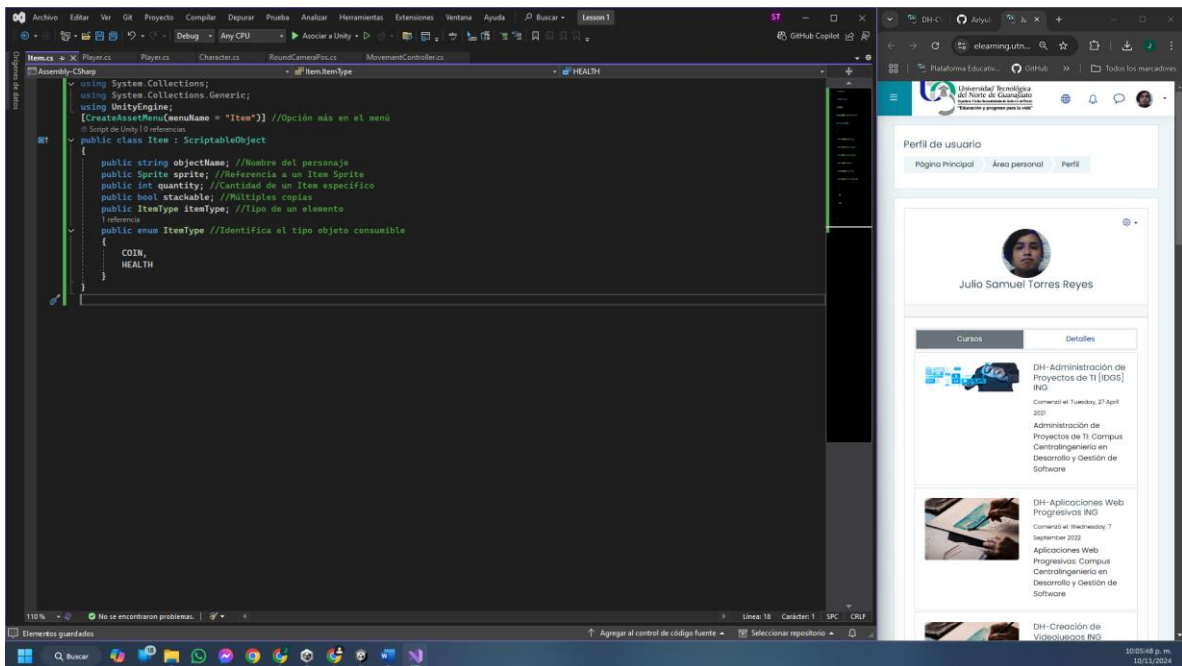 Archivo Editar Ver Git Proyecto Compilar Depurar Prueba Analizar Herramientas Extensiones Ventana Ayuda Buscar Lesson 1 ST
Debug Any CPU Asociar a Unity GitHub Copilot
Item.cs Player.cs Player.cs Character.cs RoundCameraPos.cs MovementController.cs
Assembly-CSharp Item.ItemType HEALTH
Orígenes de datos
using System.Collections;
using System.Collections.Generic;
using UnityEngine;
[CreateAssetMenu(menuName = "Item")] //Opción más en el menú
Script de Unity | 0 referencias
public class Item : ScriptableObject
{
public string objectName; //Nombre del personaje
public Sprite sprite; //Referencia a un Item Sprite
public int quantity; //Cantidad de un Item específico
public bool stackable; //Múltiples copias
public ItemType itemType; //Tipo de un elemento
1 referencia
public enum ItemType //Identifica el tipo objeto consumible
{
COIN,
HEALTH
}
}
110 % No se encontraron problemas. Línea: 18 Carácter: 1 SPC CRLF
Elementos guardados Agregar al control de código fuente Seleccionar repositorio
DH-C Arlyul
elearning.utn...
Plataforma Educativ... GitHub Todos los marcadores
Universidad Tecnológica
del Norte de Guanajuato
"Educación y progreso para la vida"
Perfil de usuario
Página Principal Área personal Perfil
Julio Samuel Torres Reyes
Cursos Detalles
DH-Administración de
Proyectos de TI [IDGS]
ING
Comenzó el: Tuesday, 27 April
2021
Administración de
Proyectos de TI: Campus
CentralIngeniería en
Desarrollo y Gestión de
Software
DH-Aplicaciones Web
Progresivas ING
Comenzó el: Wednesday, 7
September 2022
Aplicaciones Web
Progresivas: Campus
CentralIngeniería en
Desarrollo y Gestión de
Software
DH-Creación de
Videojuegos ING
Buscar
10:05:48 p. m.
10/11/2024